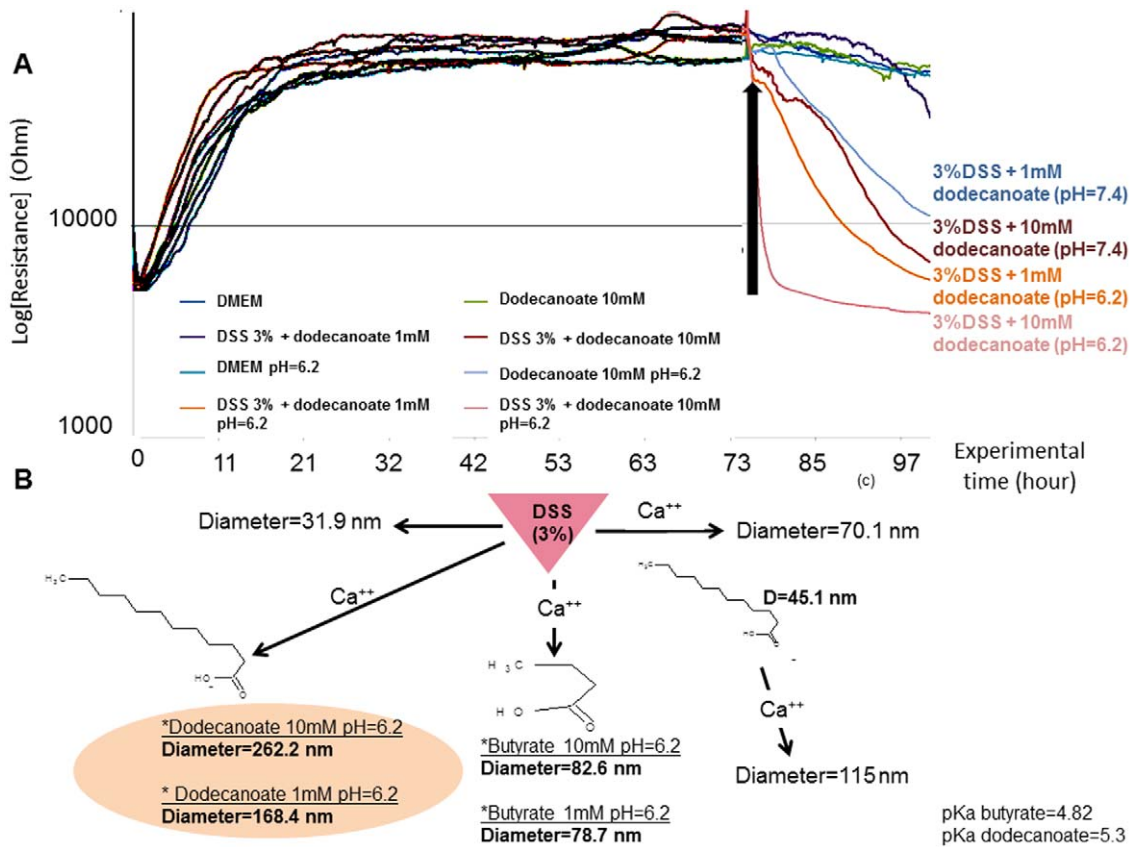 A
Log[Resistance] (Ohm)
10000
1000
DMEM
DSS 3% + dodecanoate 1mM
DMEM pH=6.2
DSS 3% + dodecanoate 1mM
pH=6.2
Dodecanoate 10mM
DSS 3% + dodecanoate 10mM
Dodecanoate 10mM pH=6.2
DSS 3% + dodecanoate 10mM
pH=6.2
3%DSS + 1mM
dodecanoate (pH=7.4)
3%DSS + 10mM
dodecanoate (pH=7.4)
3%DSS + 1mM
dodecanoate (pH=6.2)
3%DSS + 10mM
dodecanoate (pH=6.2)
0 11 21 32 42 53 63 73 85 97
(c)
Experimental
time (hour)
B
DSS
(3%)
Diameter=31.9 nm
Ca++
Diameter=70.1 nm
Ca++
H3C
HO
O
Ca++
H3C
HO
O
H3C
D=45.1 nm
HO
O
Ca++
Diameter=115nm
*Dodecanoate 10mM pH=6.2
Diameter=262.2 nm
* Dodecanoate 1mM pH=6.2
Diameter=168.4 nm
*Butyrate 10mM pH=6.2
Diameter=82.6 nm
*Butyrate 1mM pH=6.2
Diameter=78.7 nm
pKa butyrate=4.82
pKa dodecanoate=5.3